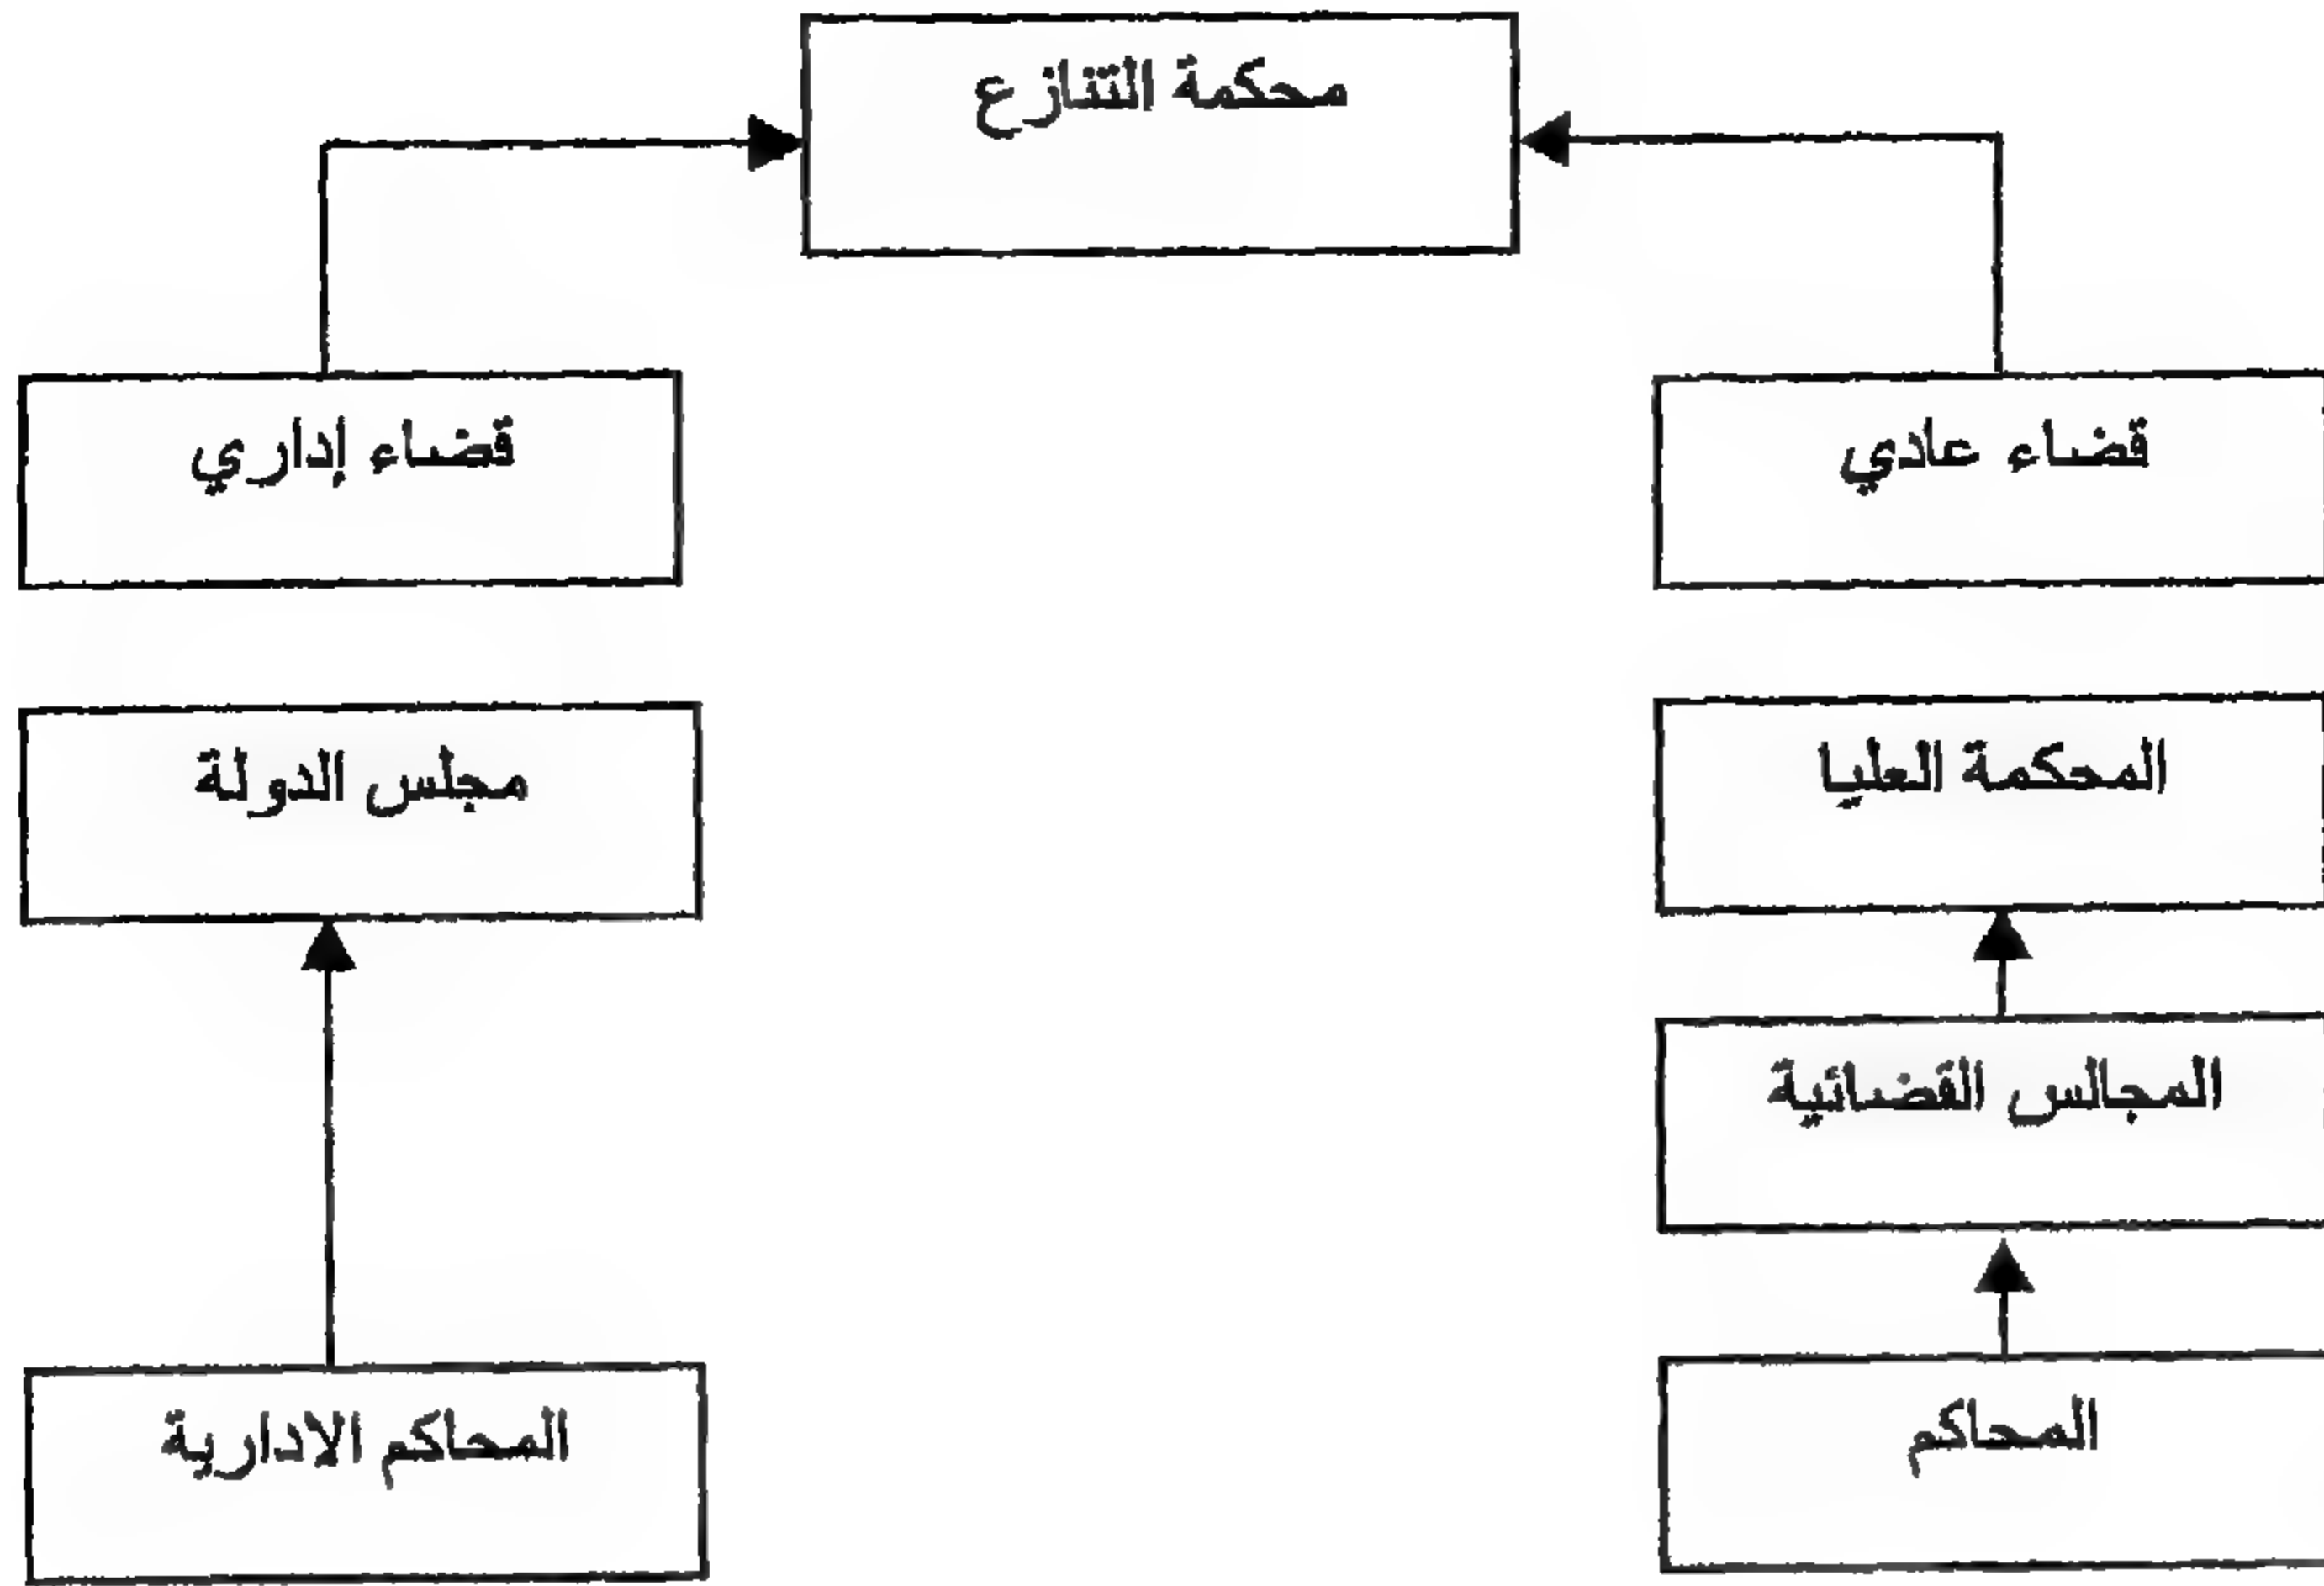 محكمة التنازع
قضاء عادي
قضاء إداري
المحكمة العليا
مجلس الدولة
المجالس القضائية
المحاكم
المحاكم الادارية